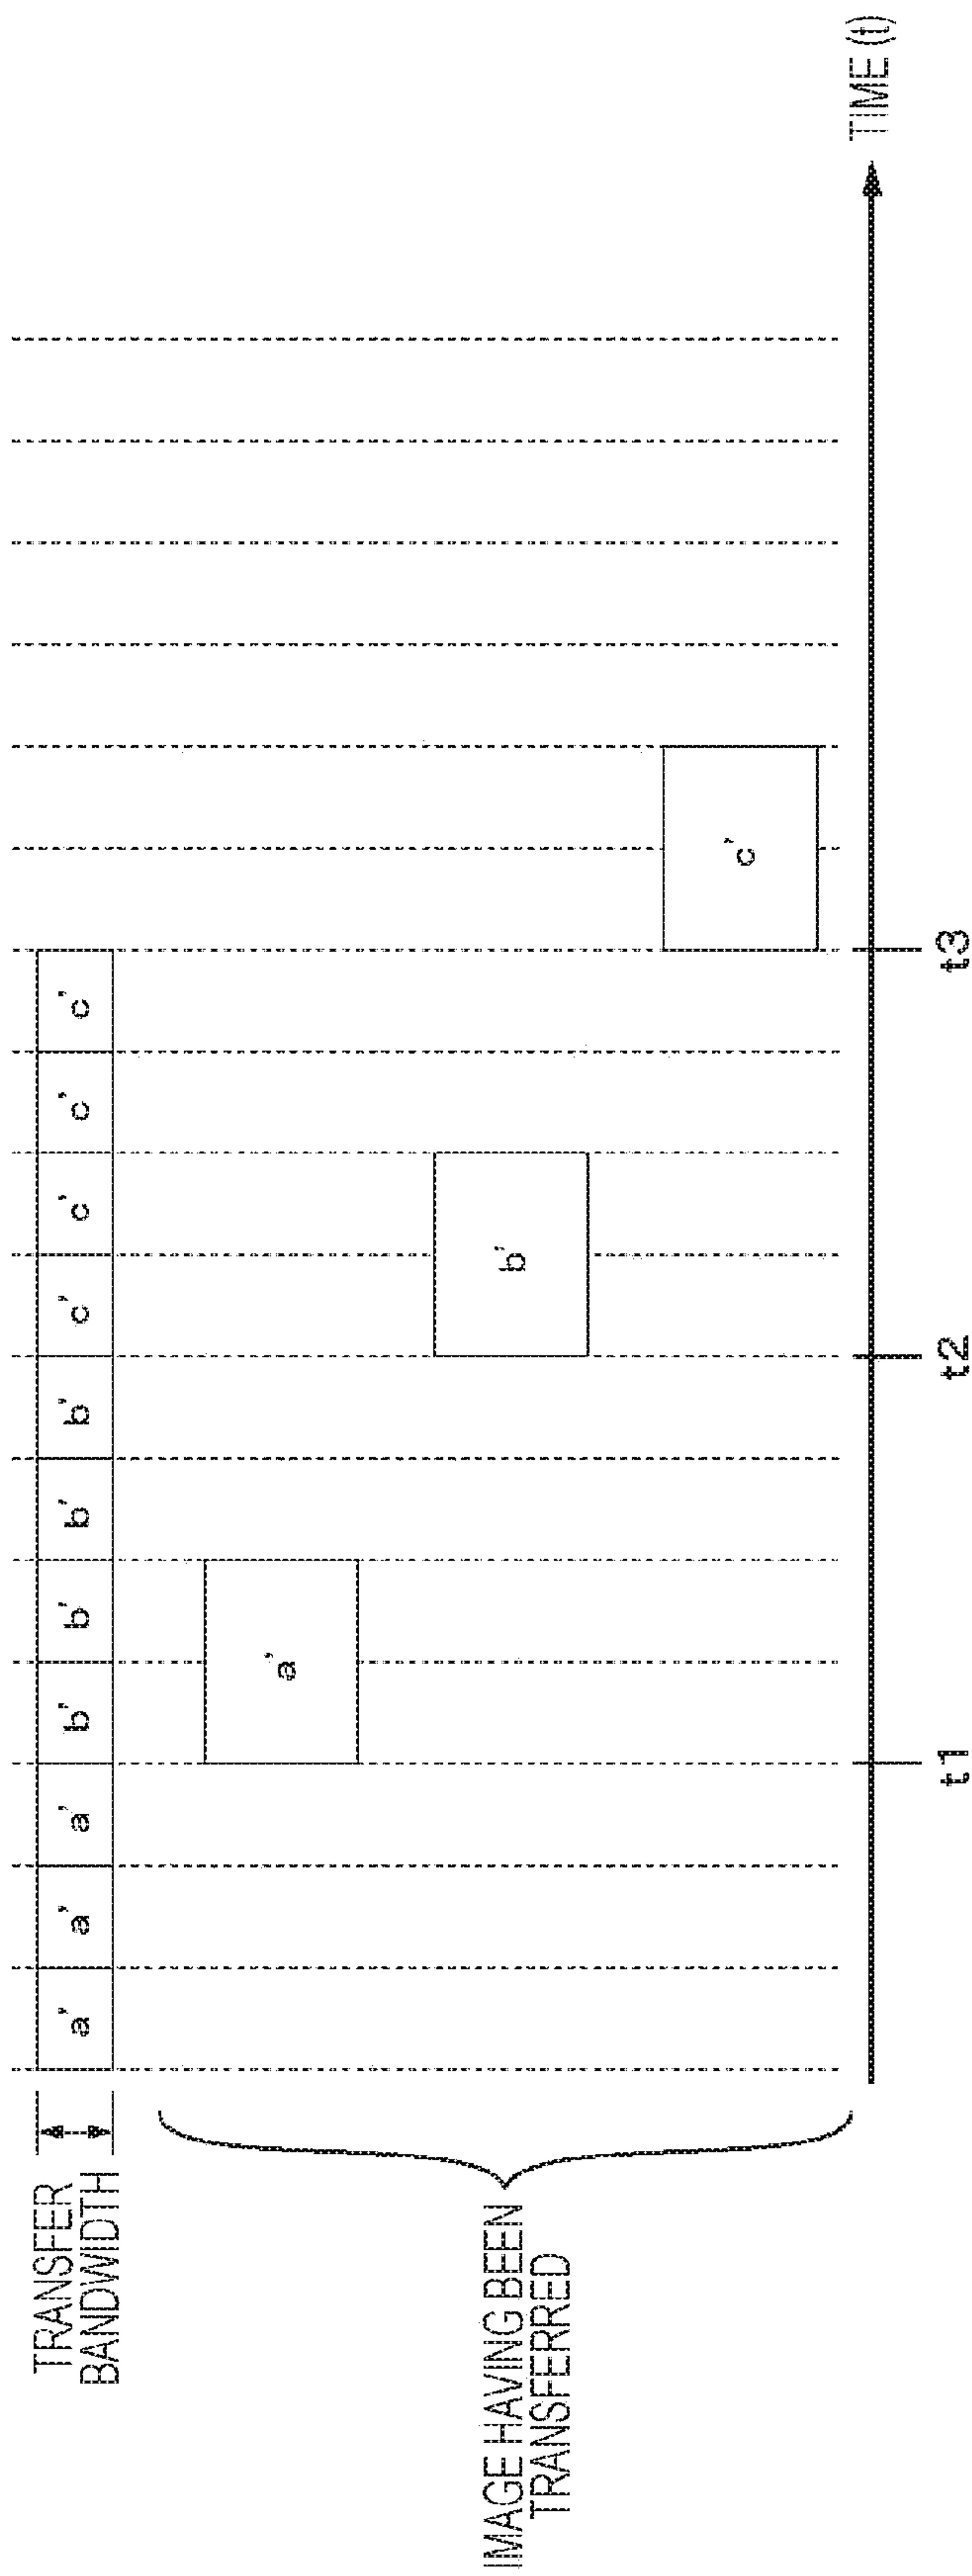 TRANSFER
BANDWIDTH
a' a' a' b' b' b' b' c' c' c' c'
IMAGE HAVING BEEN
TRANSFERRED
a'
b'
c'
t1 t2 t3
TIME (t)